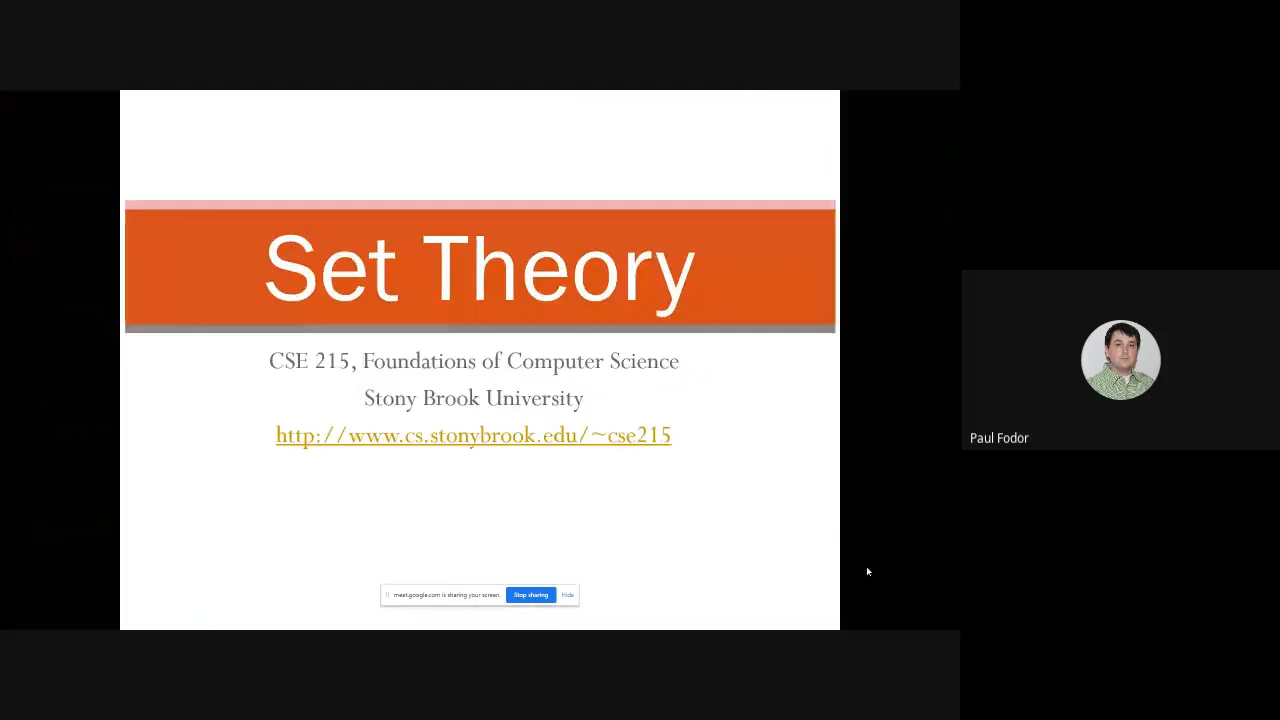 Set Theory
CSE 215, Foundations of Computer Science
Stony Brook University
http://www.cs.stonybrook.edu/~cse215
meet.google.com is sharing your screen. Stop sharing Hide
Paul Fodor